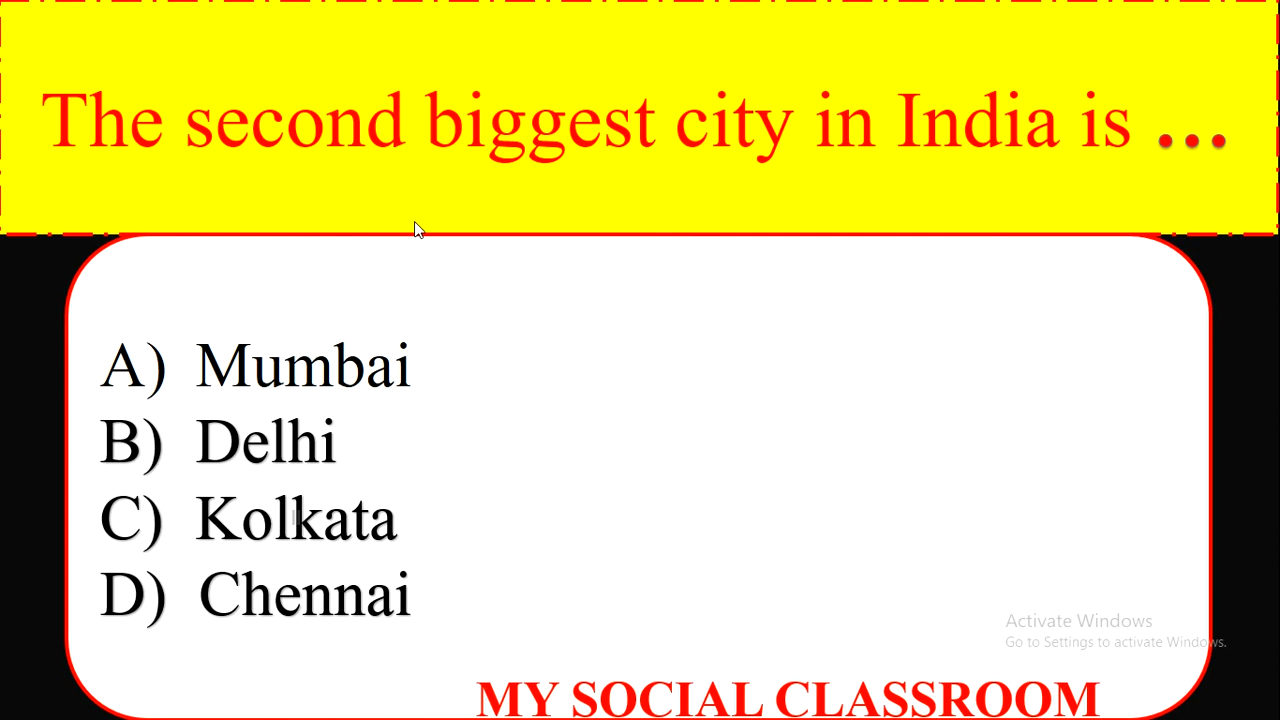 The second biggest city in India is ...
A) Mumbai
B) Delhi
C) Kolkata
D) Chennai
Activate Windows
Go to Settings to activate Windows.
MY SOCIAL CLASSROOM